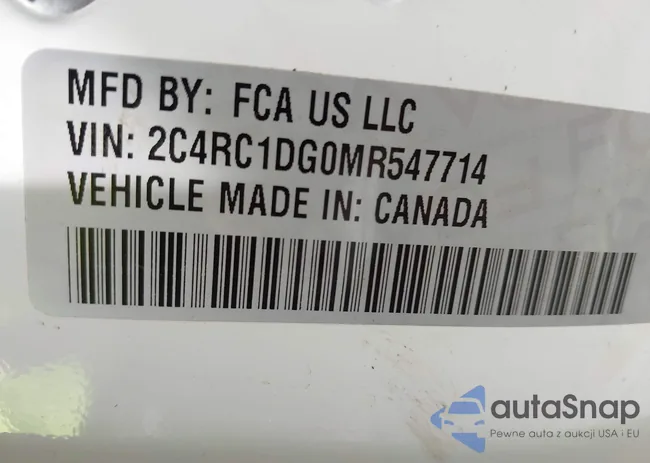 MFD BY: FCA US LLC
VIN: 2C4RC1DG0MR547714
VEHICLE MADE IN: CANADA
autaSnap
Pewne auta z aukcji USA i EU